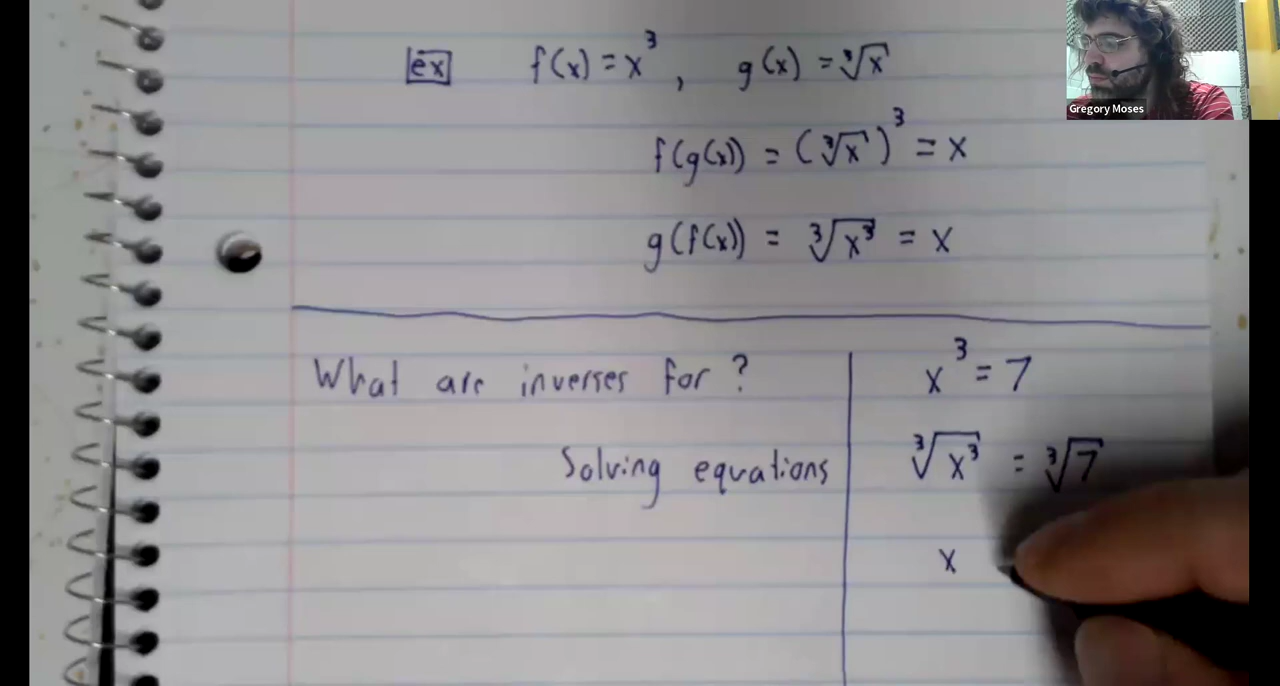 ex f(x) = x³, g(x) = ∛x
Gregory Moses
f(g(x)) = (∛x)³ = x
g(f(x)) = ∛x³ = x
What are inverses for?
Solving equations
x³ = 7
∛x³ = ∛7
x